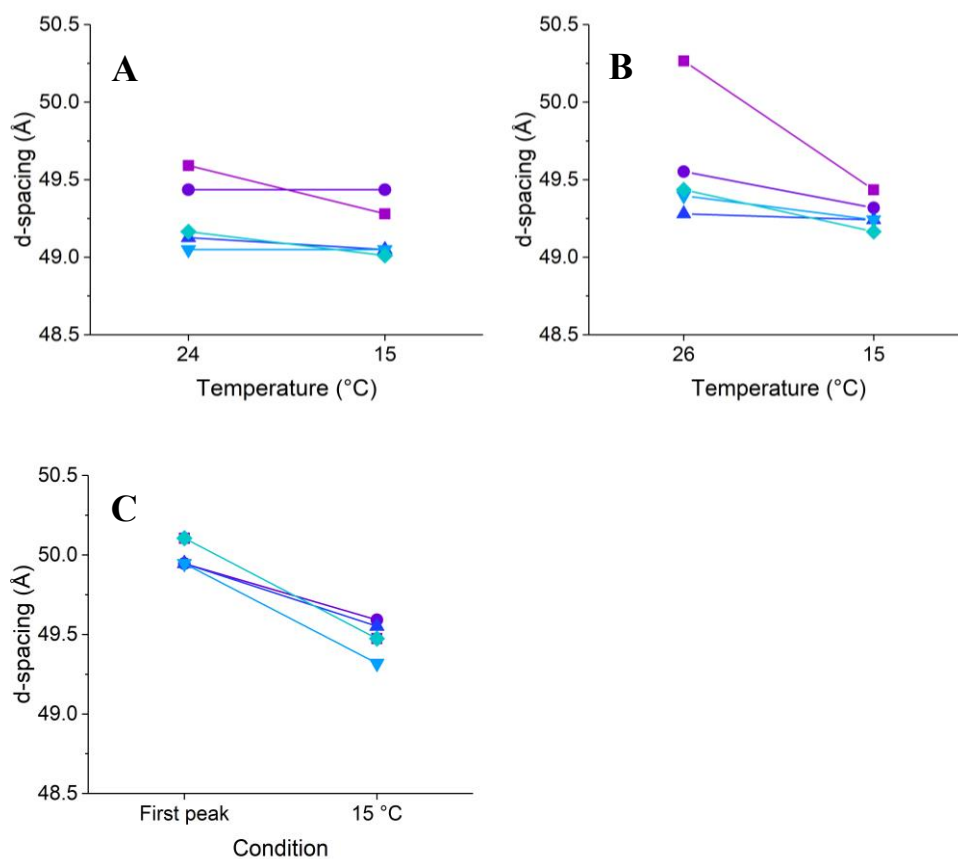 A
50.5
50.0
49.5
49.0
48.5
d-spacing (Å)
24 15
Temperature (°C)
B
50.5
50.0
49.5
49.0
48.5
d-spacing (Å)
26 15
Temperature (°C)
C
50.5
50.0
49.5
49.0
48.5
d-spacing (Å)
First peak 15 °C
Condition